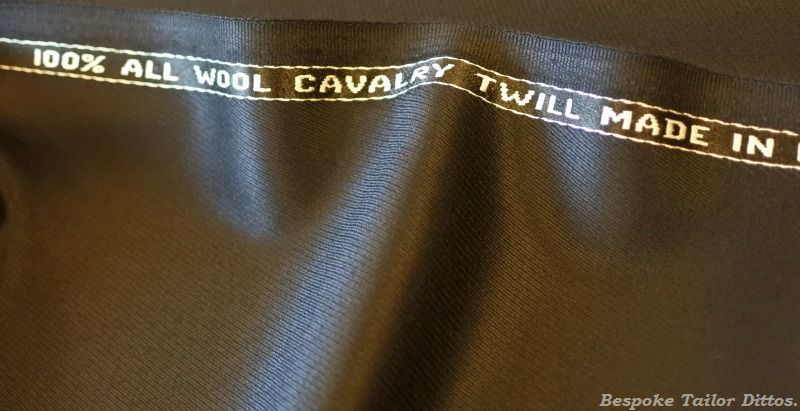 100% ALL WOOL CAVALRY TWILL MADE IN
Bespoke Tailor Dittos.